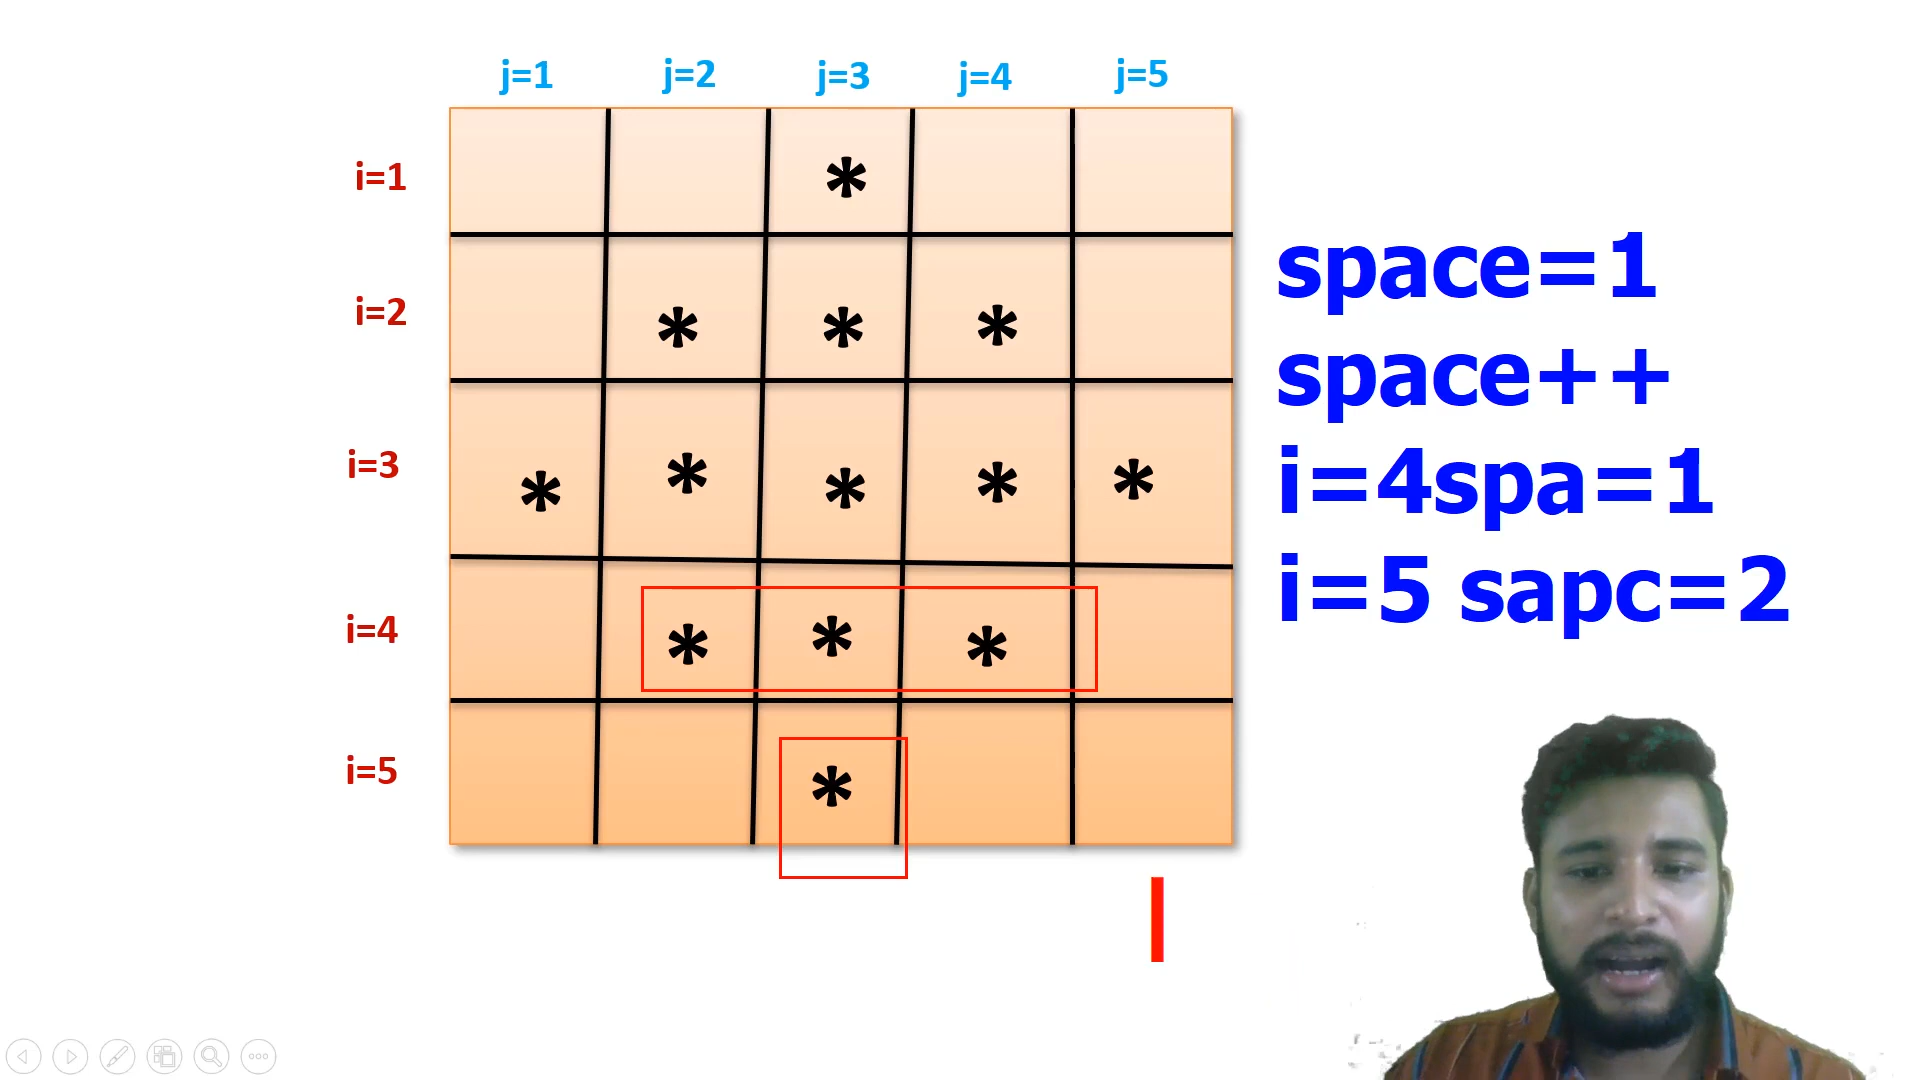 j=1 j=2 j=3 j=4 j=5
i=1 *
i=2 * * *
i=3 * * * * *
i=4 * * *
i=5 *
space=1
space++
i=4spa=1
i=5 sapc=2